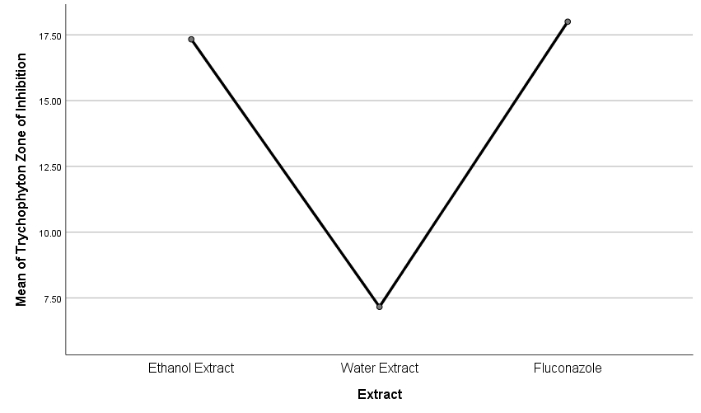 Mean of Trychophyton Zone of Inhibition
17.50
15.00
12.50
10.00
7.50
Ethanol Extract
Water Extract
Fluconazole
Extract